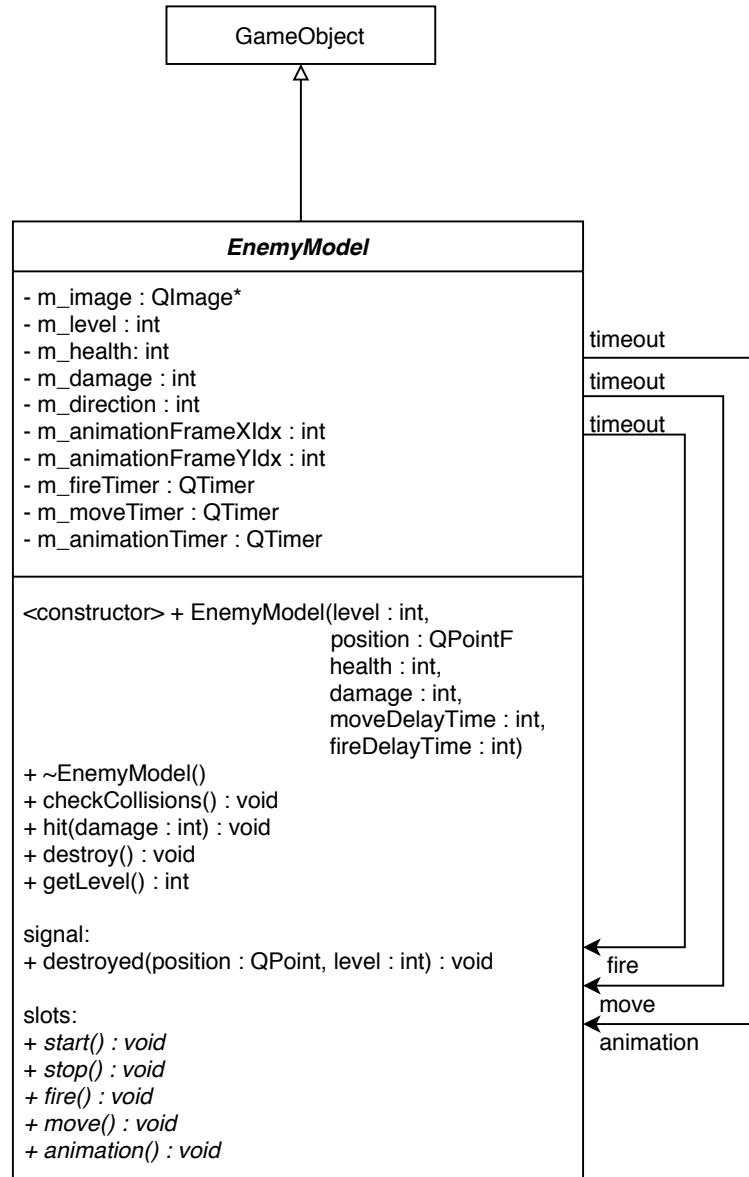 GameObject
EnemyModel
- m_image : QImage*
- m_level : int
- m_health: int
- m_damage : int
- m_direction : int
- m_animationFrameXIdx : int
- m_animationFrameYIdx : int
- m_fireTimer : QTimer
- m_moveTimer : QTimer
- m_animationTimer : QTimer
timeout
timeout
timeout
<constructor> + EnemyModel(level : int,
position : QPointF
health : int,
damage : int,
moveDelayTime : int,
fireDelayTime : int)
+ ~EnemyModel()
+ checkCollisions() : void
+ hit(damage : int) : void
+ destroy() : void
+ getLevel() : int
signal:
+ destroyed(position : QPoint, level : int) : void
slots:
+ start() : void
+ stop() : void
+ fire() : void
+ move() : void
+ animation() : void
fire
move
animation